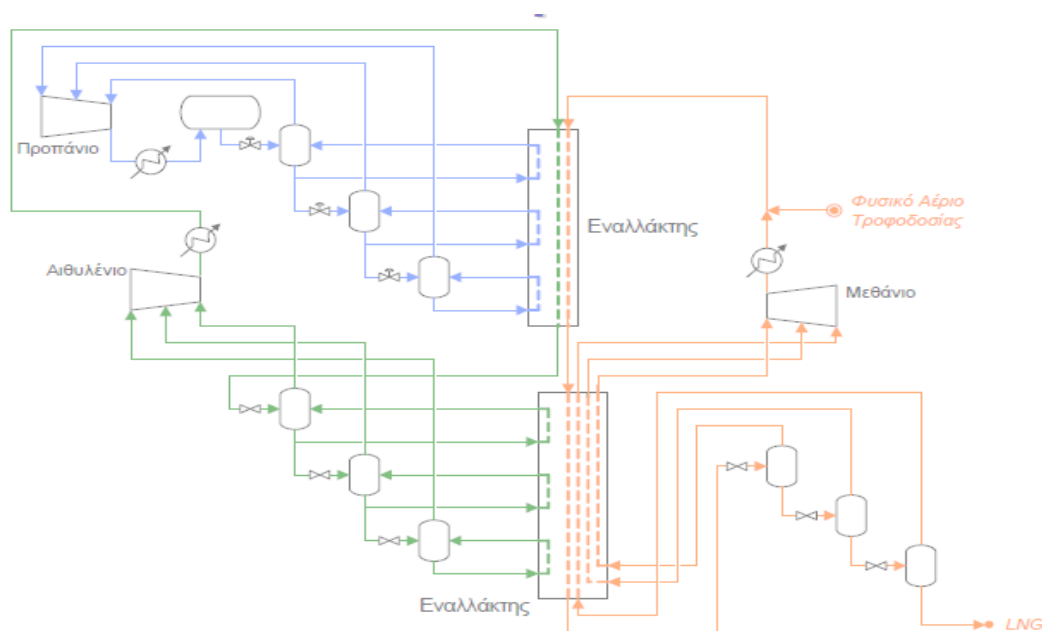 Προπάνιο
Φυσικό Αέριο
Τροφοδοσίας
Εναλλάκτης
Αιθυλένιο
Μεθάνιο
Εναλλάκτης
LNG